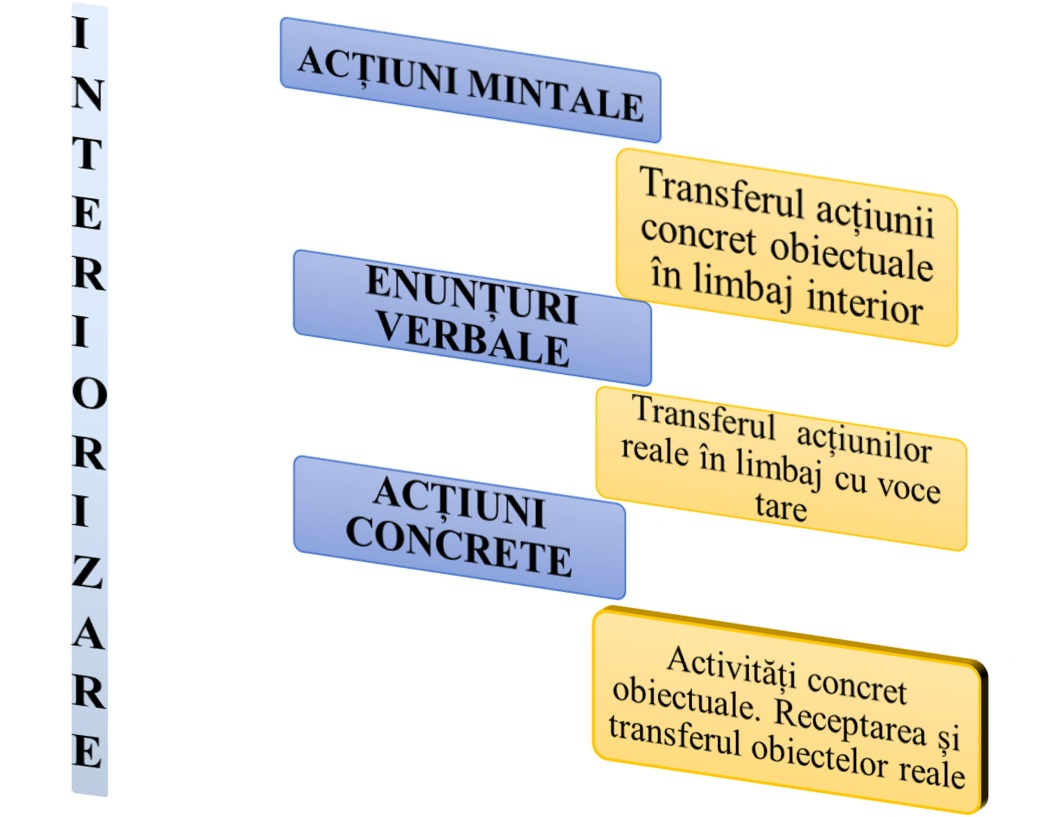 INTERIORIZARE
ACȚIUNI MINTALE
Transferul acțiunii
concret obiectuale
în limbaj interior
ENUNȚURI
VERBALE
Transferul acțiunilor
reale în limbaj cu voce
tare
ACȚIUNI
CONCRETE
Activități concret
obiectuale. Receptarea și
transferul obiectelor reale